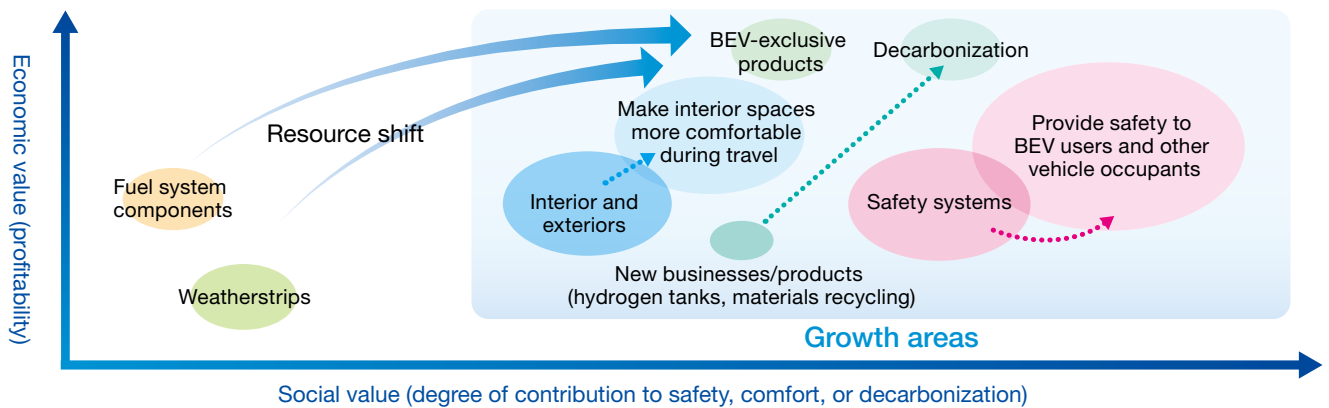 Economic value (profitability)
Fuel system
components
Weatherstrips
Resource shift
BEV-exclusive
products
Decarbonization
Make interior spaces
more comfortable
during travel
Provide safety to
BEV users and other
vehicle occupants
Interior and
exteriors
Safety systems
New businesses/products
(hydrogen tanks, materials recycling)
Growth areas
Social value (degree of contribution to safety, comfort, or decarbonization)